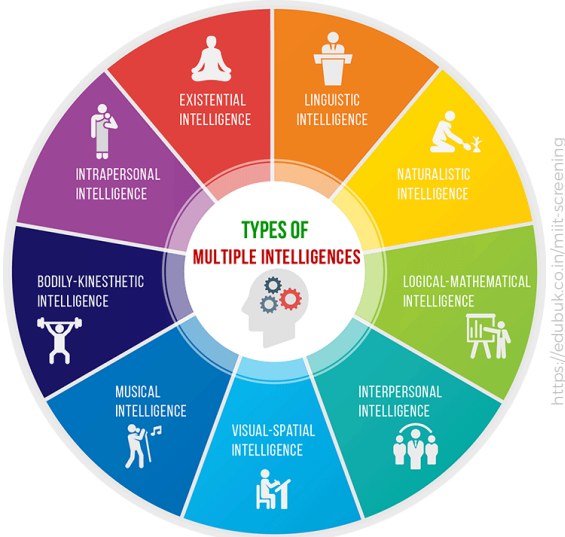 TYPES OF
MULTIPLE INTELLIGENCES
EXISTENTIAL
INTELLIGENCE
LINGUISTIC
INTELLIGENCE
NATURALISTIC
INTELLIGENCE
LOGICAL-MATHEMATICAL
INTELLIGENCE
INTERPERSONAL
INTELLIGENCE
VISUAL-SPATIAL
INTELLIGENCE
MUSICAL
INTELLIGENCE
BODILY-KINESTHETIC
INTELLIGENCE
INTRAPERSONAL
INTELLIGENCE
https://edubuk.co.in/miit-screening